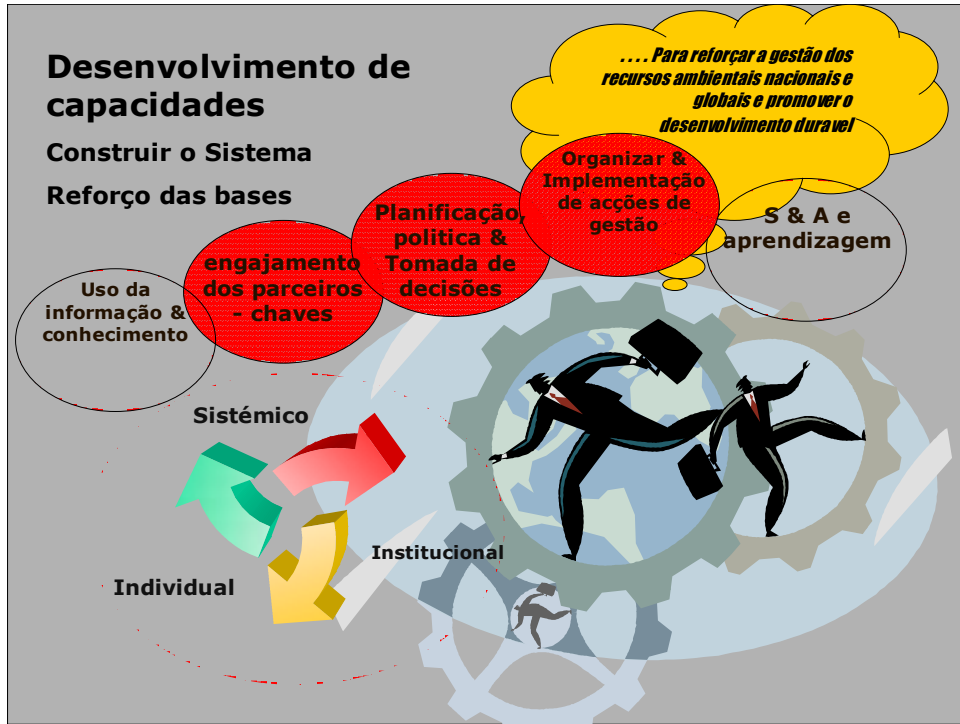 Desenvolvimento de
capacidades
Construir o Sistema
Reforço das bases
. . . . Para reforçar a gestão dos
recursos ambientais nacionais e
globais e promover o
desenvolvimento duravel
Uso da
informação &
conhecimento
engajamento
dos parceiros
- chaves
Planificação,
politica &
Tomada de
decisões
Organizar &
Implementação
de acções de
gestão
S & A e
aprendizagem
Sistémico
Institucional
Individual